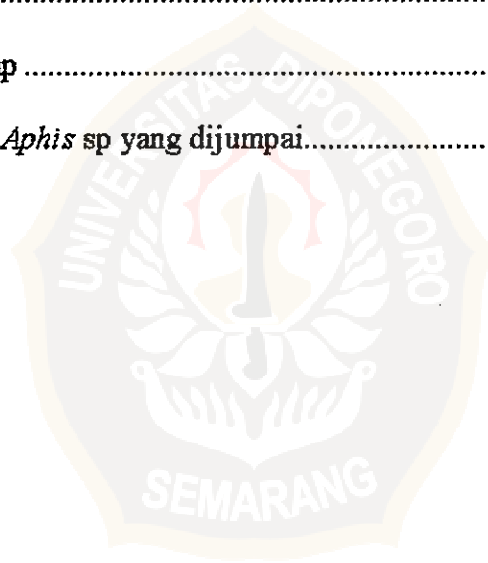 ................................................................
p ................................................................
Aphis sp yang dijumpai........................
UNIVERSITAS DIPONEGORO
SEMARANG